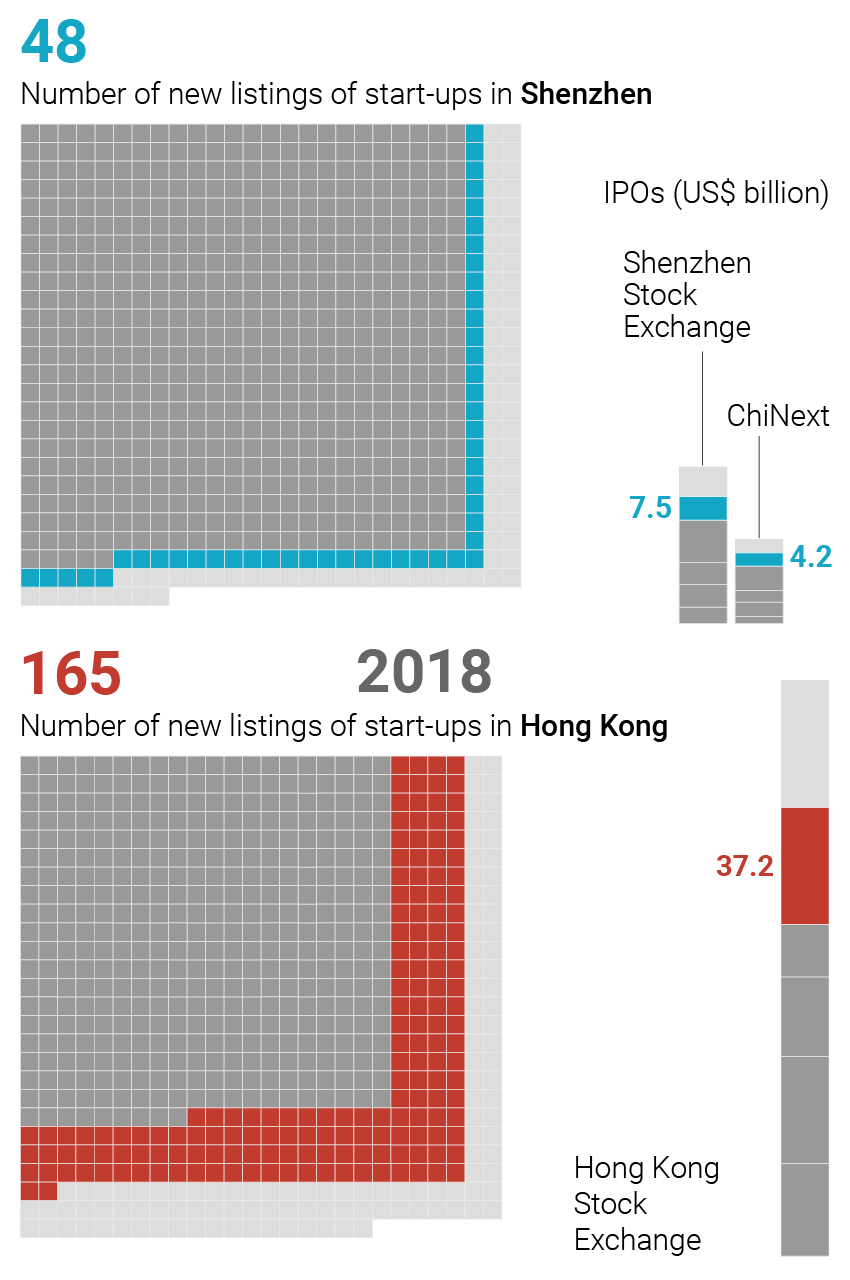 48
Number of new listings of start-ups in Shenzhen
IPOs (US$ billion)
Shenzhen
Stock
Exchange
ChiNext
7.5
4.2
165
2018
Number of new listings of start-ups in Hong Kong
37.2
Hong Kong
Stock
Exchange